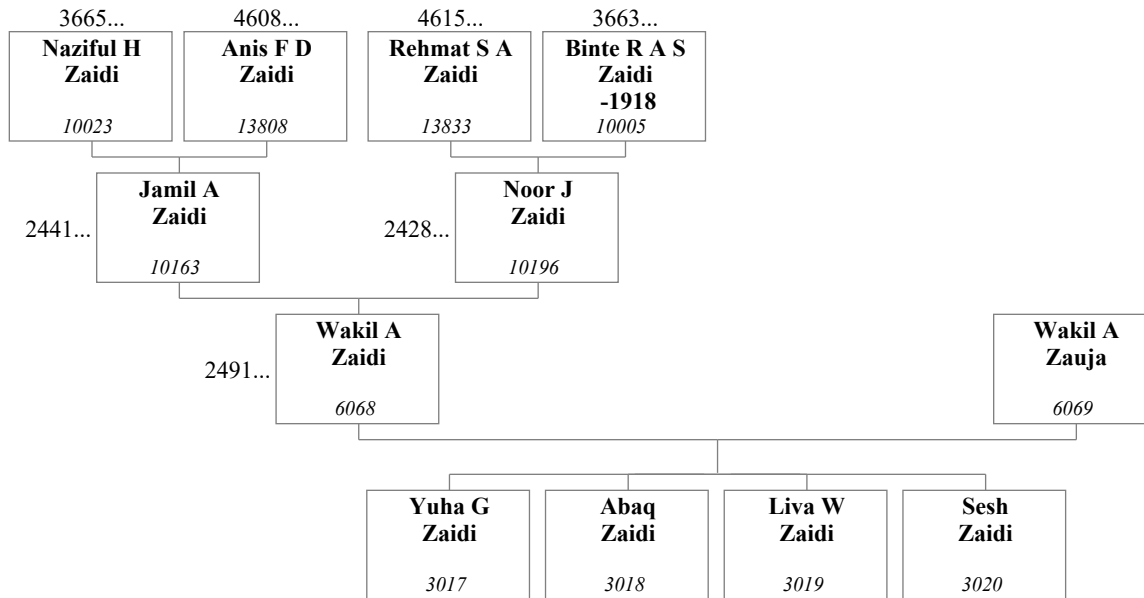 3665... 4608... 4615... 3663...
Naziful H Anis F D Rehmat S A Binte R A S
Zaidi Zaidi Zaidi Zaidi
-1918
10023 13808 13833 10005
Jamil A Noor J
Zaidi Zaidi
2441... 2428...
10163 10196
Wakil A Wakil A
Zaidi Zauja
2491...
6068 6069
Yuha G Abaq Liva W Sesh
Zaidi Zaidi Zaidi Zaidi
3017 3018 3019 3020